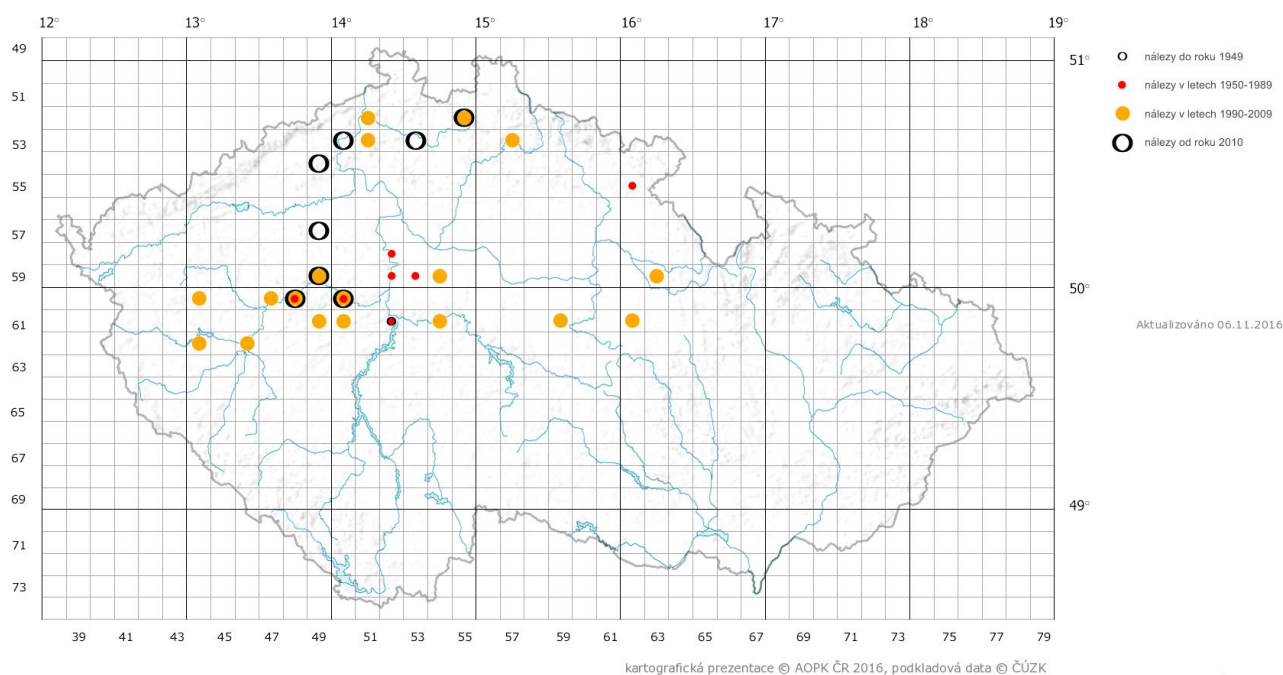 12° 13° 14° 15° 16° 17° 18° 19°
49
51°
nálezy do roku 1949
nálezy v letech 1950-1989
51
nálezy v letech 1990-2009
53
nálezy od roku 2010
55
57
59
50°
61
Aktualizováno 06.11.2016
63
65
67
69
49°
71
73
39 41 43 45 47 49 51 53 55 57 59 61 63 65 67 69 71 73 75 77 79
kartografická prezentace © AOPK ČR 2016, podkladová data © ČÚZK